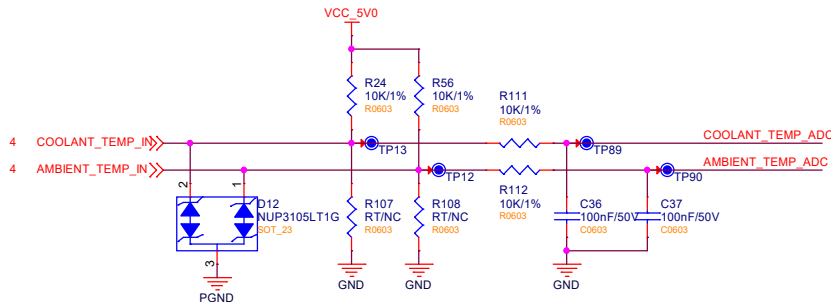 VCC_5V0
R24
10K/1%
R0603
R56
10K/1%
R0603
R111
10K/1%
R0603
4 COOLANT_TEMP_IN
TP13
TP89
COOLANT_TEMP_ADC
4 AMBIENT_TEMP_IN
TP12
TP90
AMBIENT_TEMP_ADC
2
1
D12
NUP3105LT1G
SOT_23
3
PGND
R107
RT/NC
R0603
R108
RT/NC
R0603
R112
10K/1%
R0603
C36
100nF/50V
C0603
C37
100nF/50V
C0603
GND
GND
GND